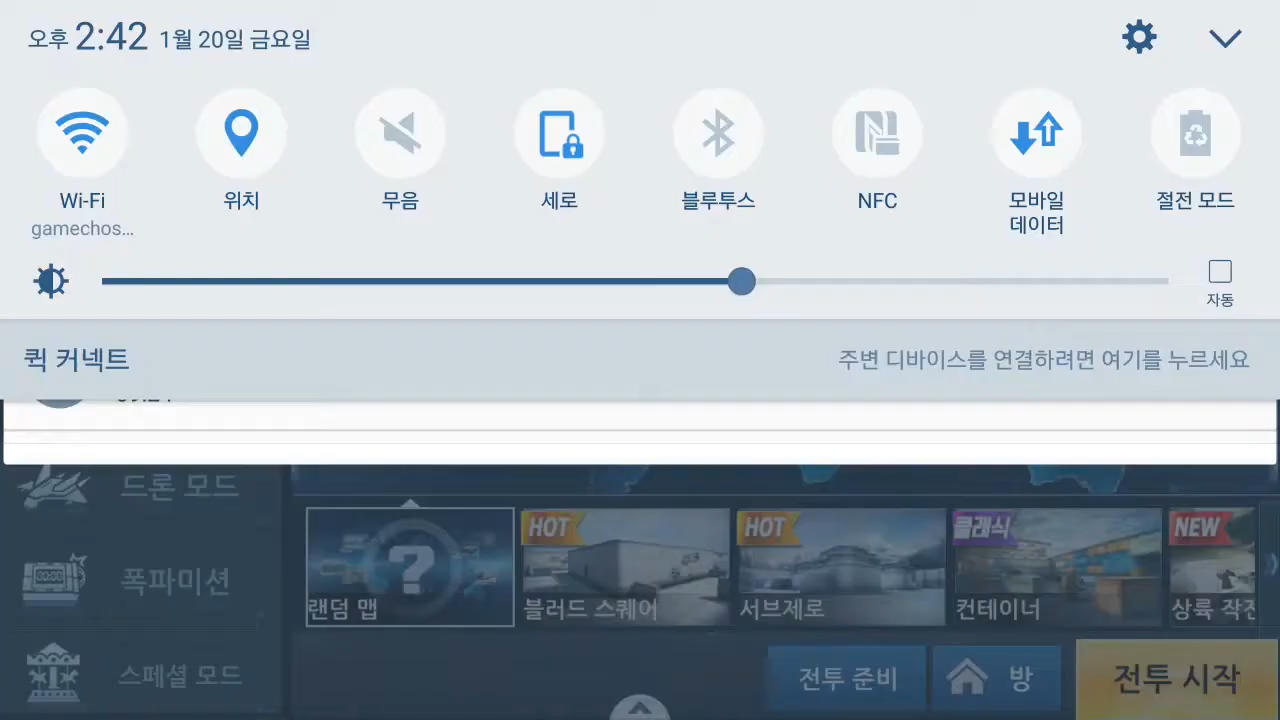 오후 2:42 1월 20일 금요일
Wi-Fi
gamechos...
위치
무음
세로
블루투스
NFC
모바일
데이터
절전 모드
자동
퀵 커넥트
주변 디바이스를 연결하려면 여기를 누르세요
드론 모드
폭파미션
스페셜 모드
랜덤 맵
HOT
블러드 스퀘어
HOT
서브제로
클래식
컨테이너
NEW
상륙 작전
전투 준비
방
전투 시작